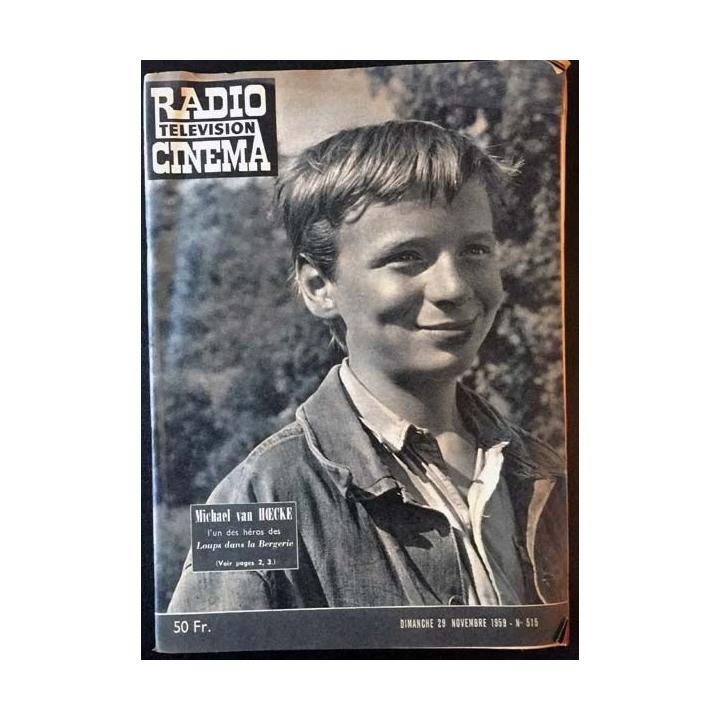 RADIO
TELEVISION
CINEMA
Michael van HŒCKE
l'un des héros des
Loups dans la Bergerie
(Voir pages 2, 3.)
50 Fr.
DIMANCHE 29 NOVEMBRE 1959 - N° 515